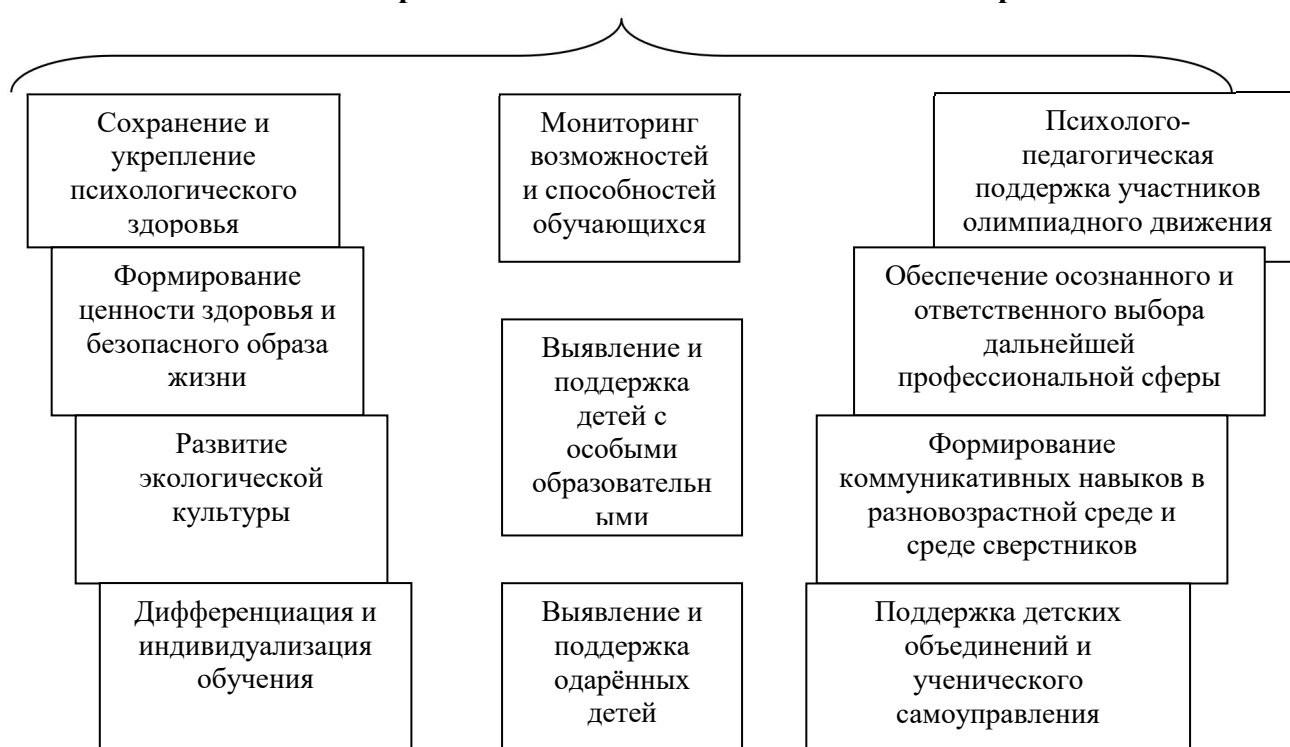 Сохранение и
укрепление
психологического
здоровья
Формирование
ценности здоровья и
безопасного образа
жизни
Развитие
экологической
культуры
Дифференциация и
индивидуализация
обучения
Мониторинг
возможностей
и способностей
обучающихся
Выявление и
поддержка
детей с
особыми
образовательн
ыми
Выявление и
поддержка
одарённых
детей
Психолого-
педагогическая
поддержка участников
олимпиадного движения
Обеспечение осознанного и
ответственного выбора
дальнейшей
профессиональной сферы
Формирование
коммуникативных навыков в
разновозрастной среде и
среде сверстников
Поддержка детских
объединений и
ученического
самоуправления